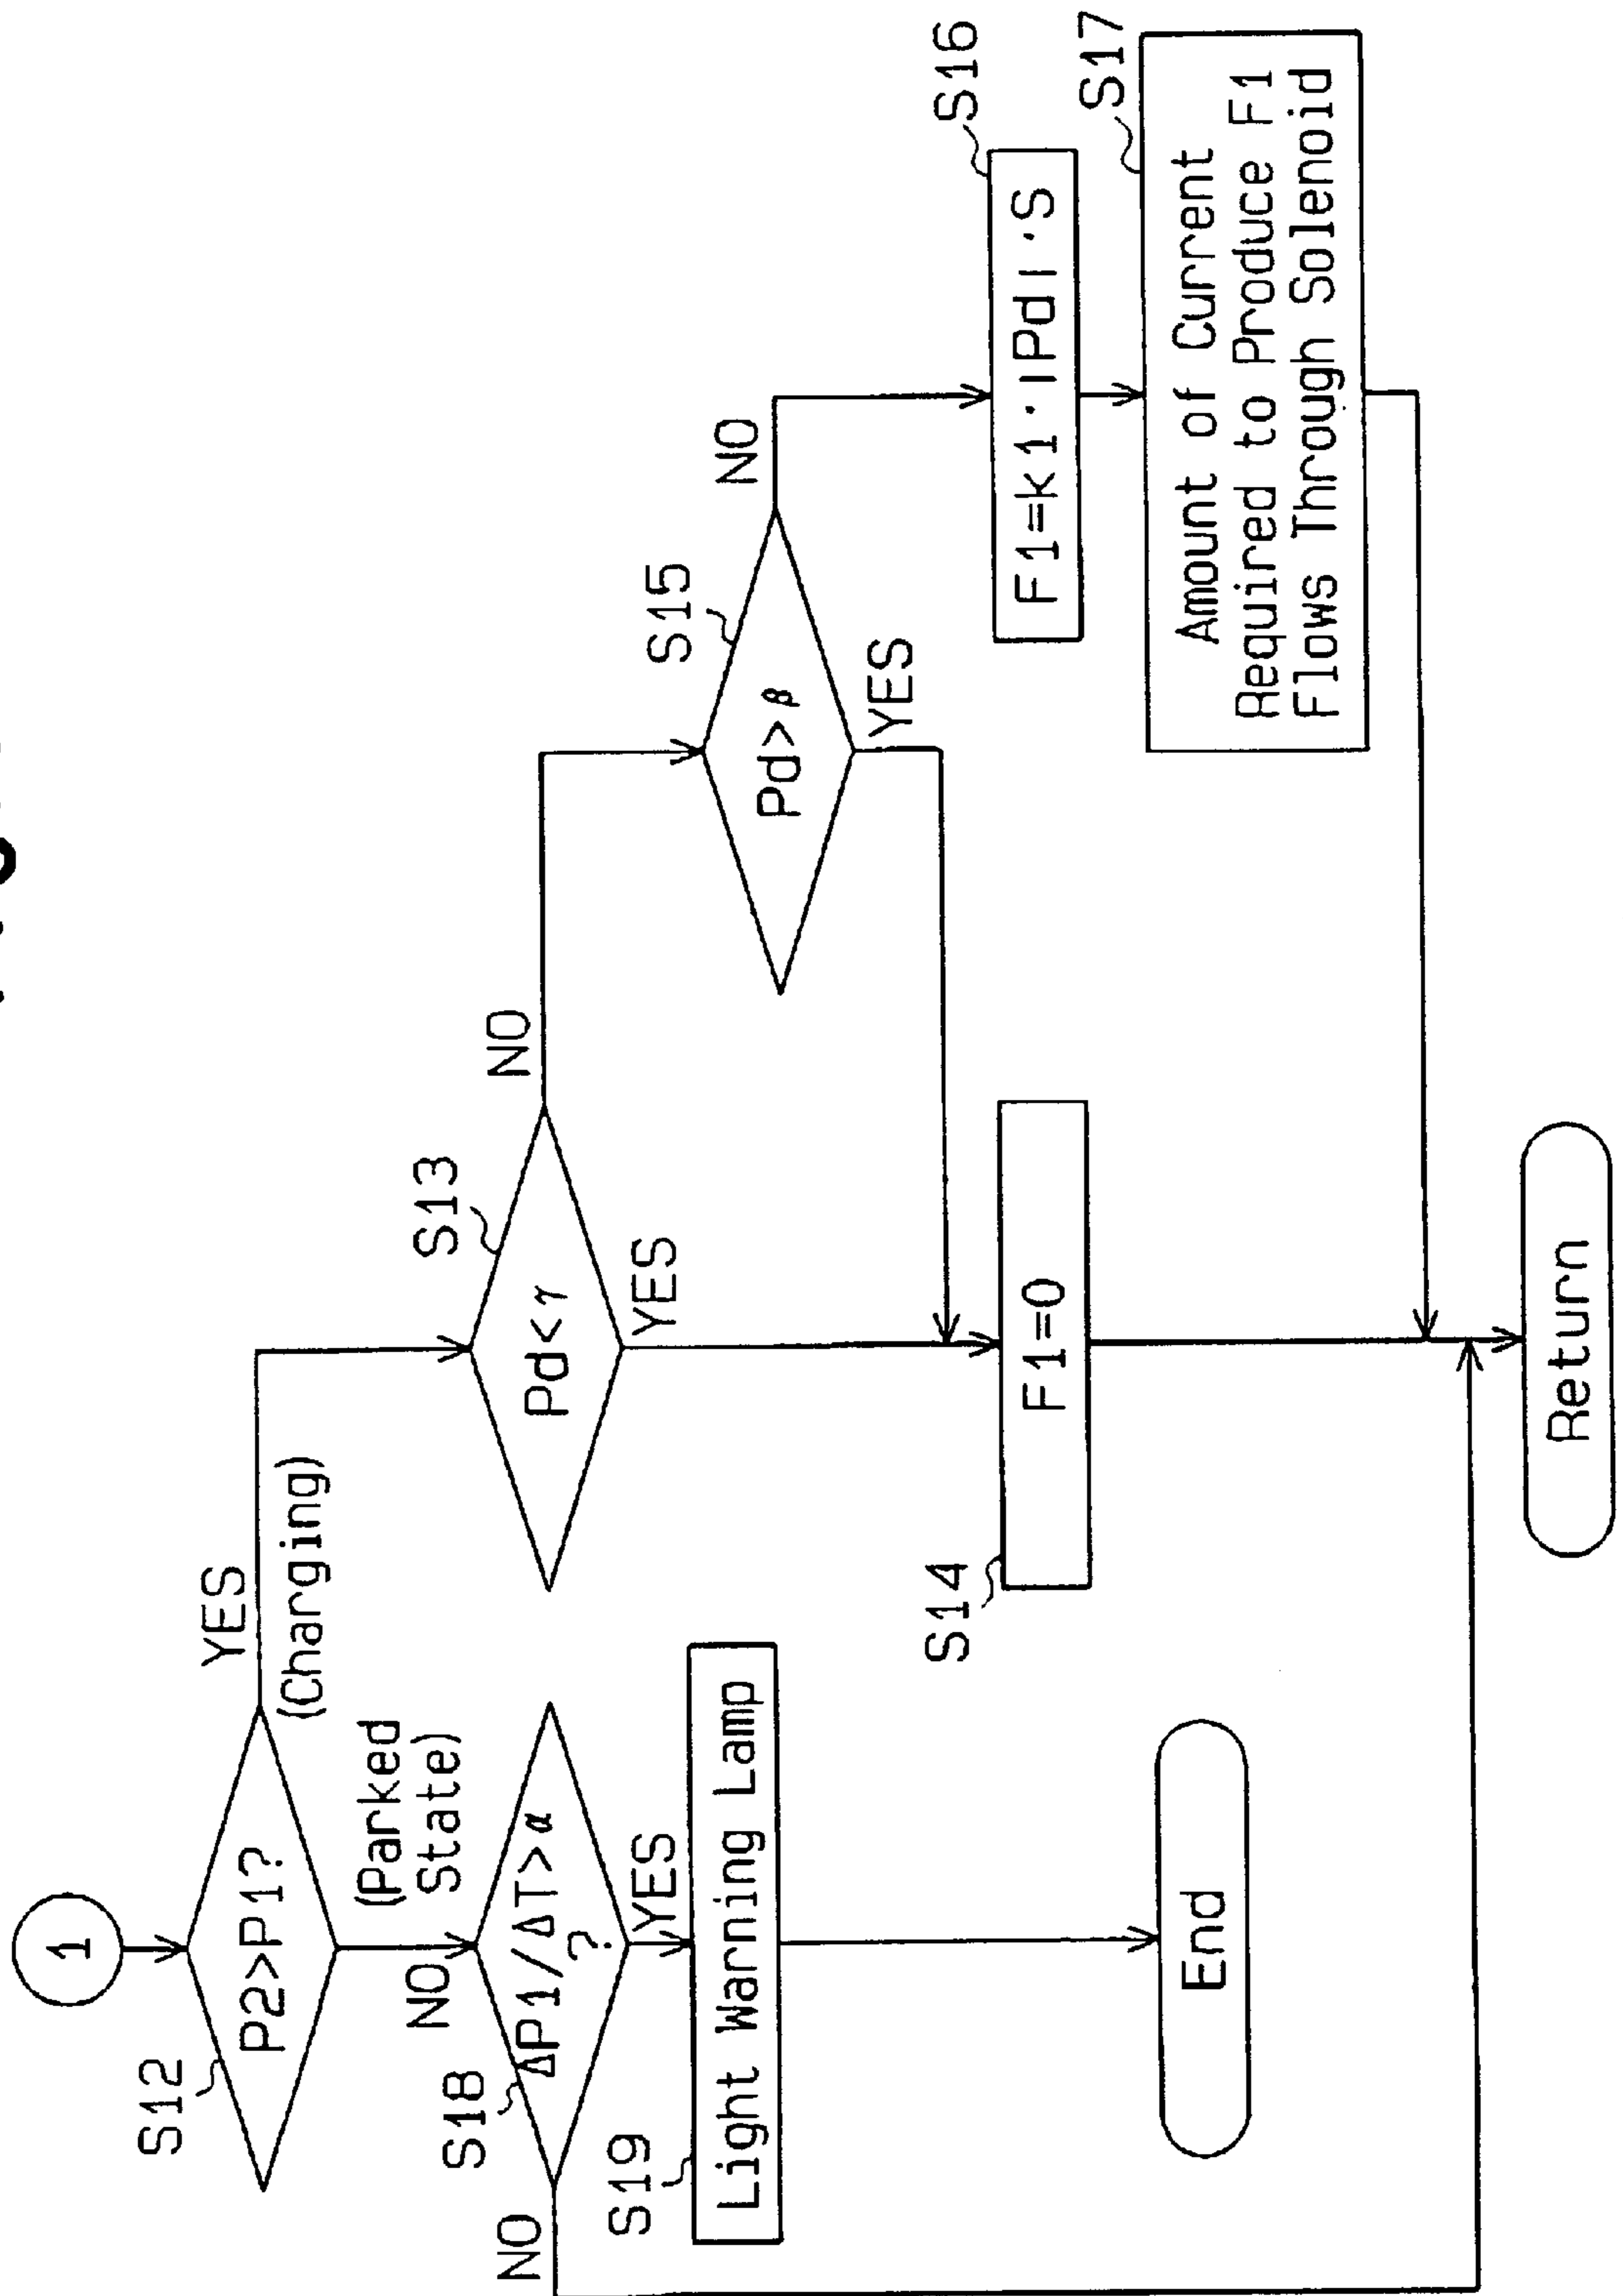 1
S12
P2>P1?
YES
(Charging)
NO
(Parked
State)
S18
ΔP1/ΔT>α
?
NO
YES
S19
Light Warning Lamp
End
S13
Pd<γ
NO
YES
S15
Pd>β
NO
YES
S14
F1=0
S16
F1=k1·|Pd|·S
S17
Amount of Current
Required to Produce F1
Flows Through Solenoid
Return